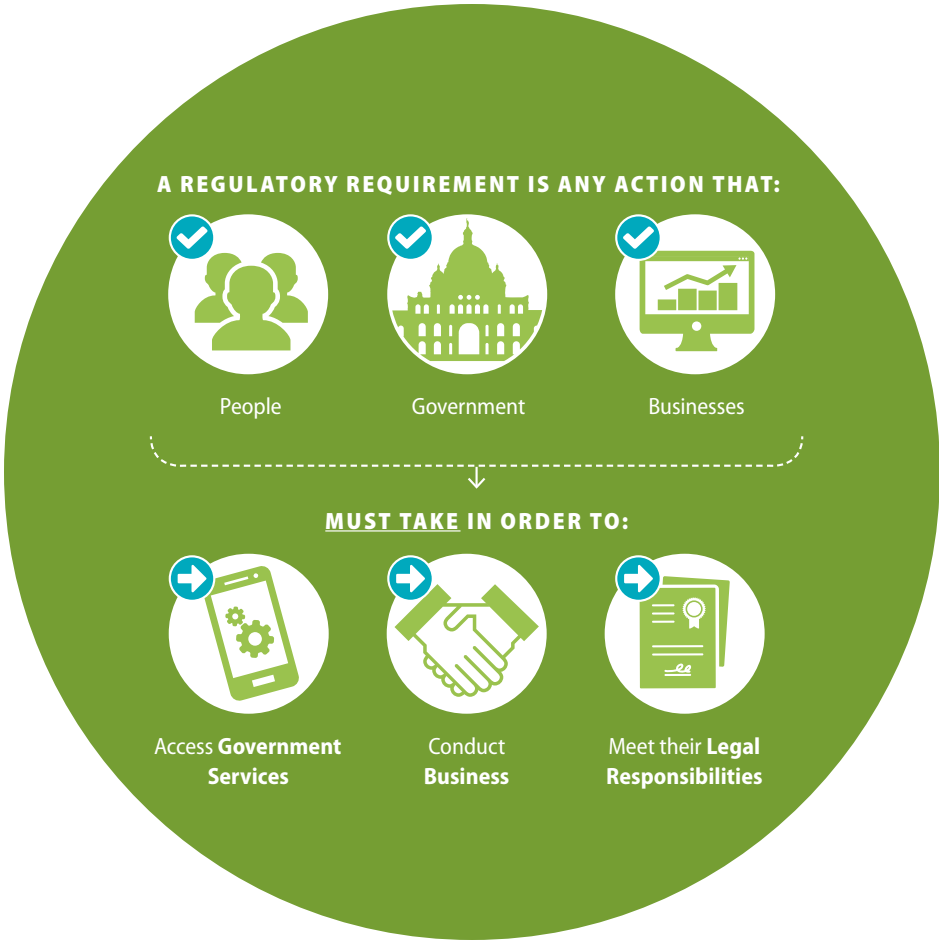 A REGULATORY REQUIREMENT IS ANY ACTION THAT:
People
Government
Businesses
MUST TAKE IN ORDER TO:
Access Government
Services
Conduct
Business
Meet their Legal
Responsibilities